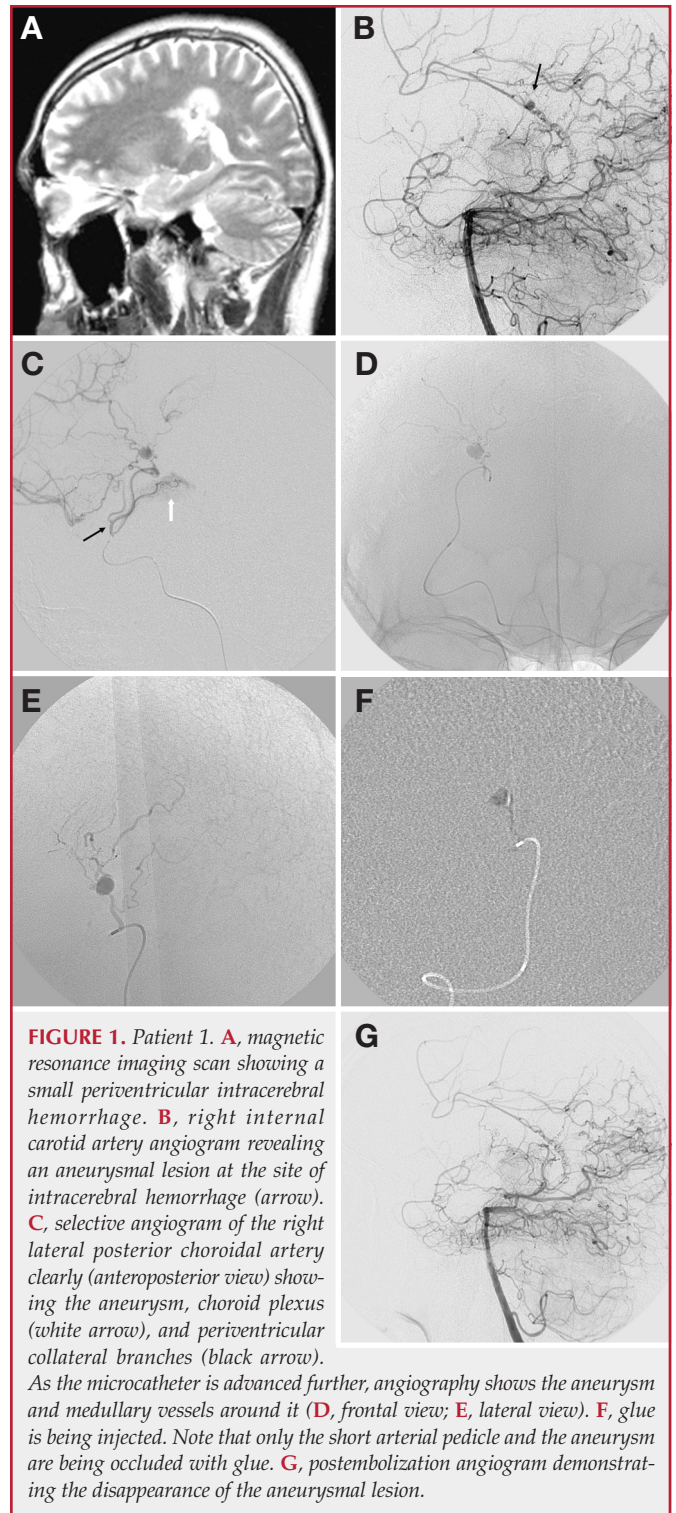 A
B
C
D
E
F
G
FIGURE 1. Patient 1. A, magnetic
resonance imaging scan showing a
small periventricular intracerebral
hemorrhage. B, right internal
carotid artery angiogram revealing
an aneurysmal lesion at the site of
intracerebral hemorrhage (arrow).
C, selective angiogram of the right
lateral posterior choroidal artery
clearly (anteroposterior view) show-
ing the aneurysm, choroid plexus
(white arrow), and periventricular
collateral branches (black arrow).
As the microcatheter is advanced further, angiography shows the aneurysm
and medullary vessels around it (D, frontal view; E, lateral view). F, glue
is being injected. Note that only the short arterial pedicle and the aneurysm
are being occluded with glue. G, postembolization angiogram demonstrat-
ing the disappearance of the aneurysmal lesion.